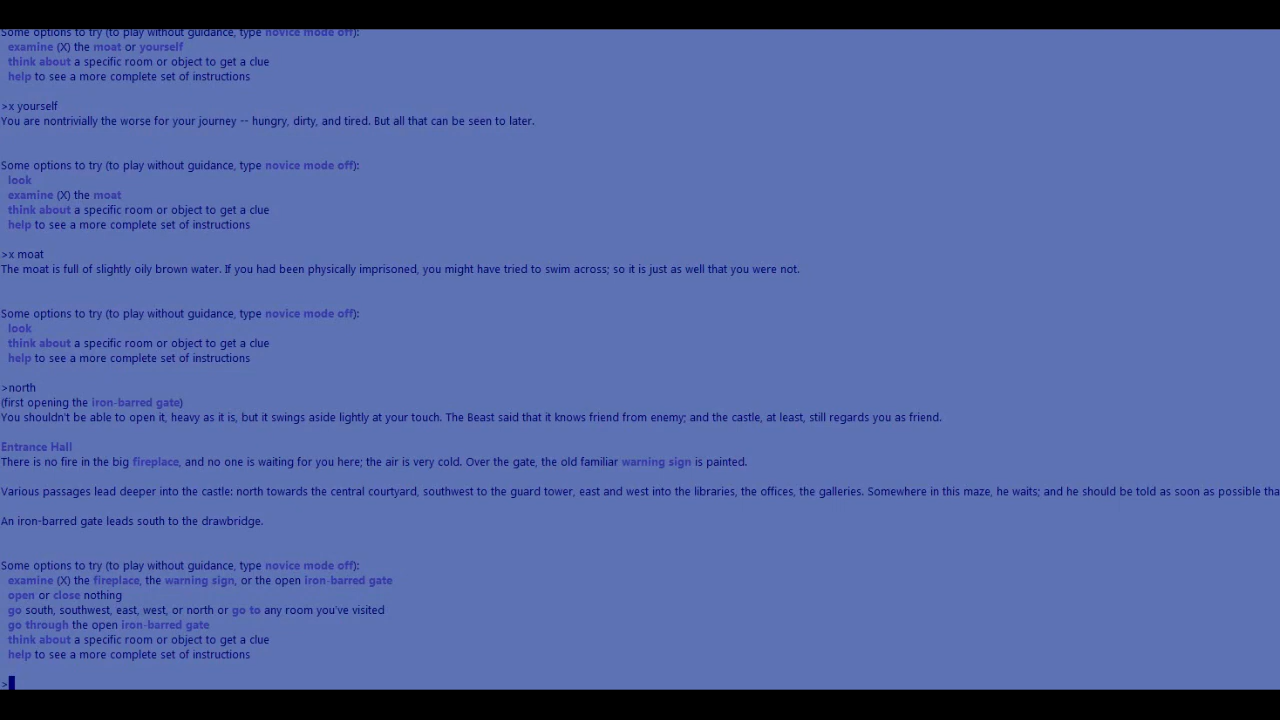 Some options to try (to play without guidance, type novice mode off):
examine (X) the moat or yourself
think about a specific room or object to get a clue
help to see a more complete set of instructions
>x yourself
You are nontrivially the worse for your journey -- hungry, dirty, and tired. But all that can be seen to later.
Some options to try (to play without guidance, type novice mode off):
look
examine (X) the moat
think about a specific room or object to get a clue
help to see a more complete set of instructions
>x moat
The moat is full of slightly oily brown water. If you had been physically imprisoned, you might have tried to swim across; so it is just as well that you were not.
Some options to try (to play without guidance, type novice mode off):
look
think about a specific room or object to get a clue
help to see a more complete set of instructions
>north
(first opening the iron-barred gate)
You shouldn't be able to open it, heavy as it is, but it swings aside lightly at your touch. The Beast said that it knows friend from enemy; and the castle, at least, still regards you as friend.
Entrance Hall
There is no fire in the big fireplace, and no one is waiting for you here; the air is very cold. Over the gate, the old familiar warning sign is painted.
Various passages lead deeper into the castle: north towards the central courtyard, southwest to the guard tower, east and west into the libraries, the offices, the galleries. Somewhere in this maze, he waits; and he should be told as soon as possible tha
An iron-barred gate leads south to the drawbridge.
Some options to try (to play without guidance, type novice mode off):
examine (X) the fireplace, the warning sign, or the open iron-barred gate
open or close nothing
go south, southwest, east, west, or north or go to any room you've visited
go through the open iron-barred gate
think about a specific room or object to get a clue
help to see a more complete set of instructions
>